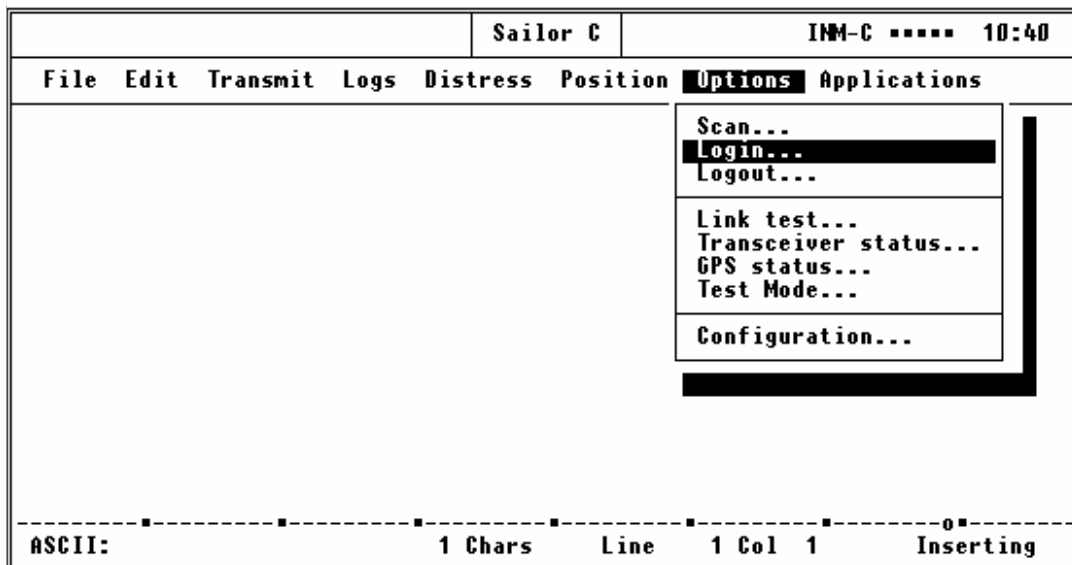 Sailor C INM-C 10:40
File Edit Transmit Logs Distress Position Options Applications
Scan...
Login...
Logout...
Link test...
Transceiver status...
GPS status...
Test Mode...
Configuration...
ASCII: 1 Chars Line 1 Col 1 Inserting